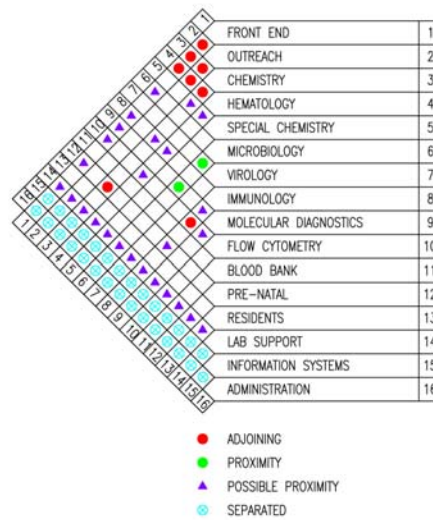 1
2
3
4
5
6
7
8
9
10
11
12
13
14
15
16
FRONT END 1
OUTREACH 2
CHEMISTRY 3
HEMATOLOGY 4
SPECIAL CHEMISTRY 5
MICROBIOLOGY 6
VIROLOGY 7
IMMUNOLOGY 8
MOLECULAR DIAGNOSTICS 9
FLOW CYTOMETRY 10
BLOOD BANK 11
PRE-NATAL 12
RESIDENTS 13
LAB SUPPORT 14
INFORMATION SYSTEMS 15
ADMINISTRATION 16
1
2
3
4
5
6
7
8
9
10
11
12
13
14
15
16
ADJOINING
PROXIMITY
POSSIBLE PROXIMITY
SEPARATED